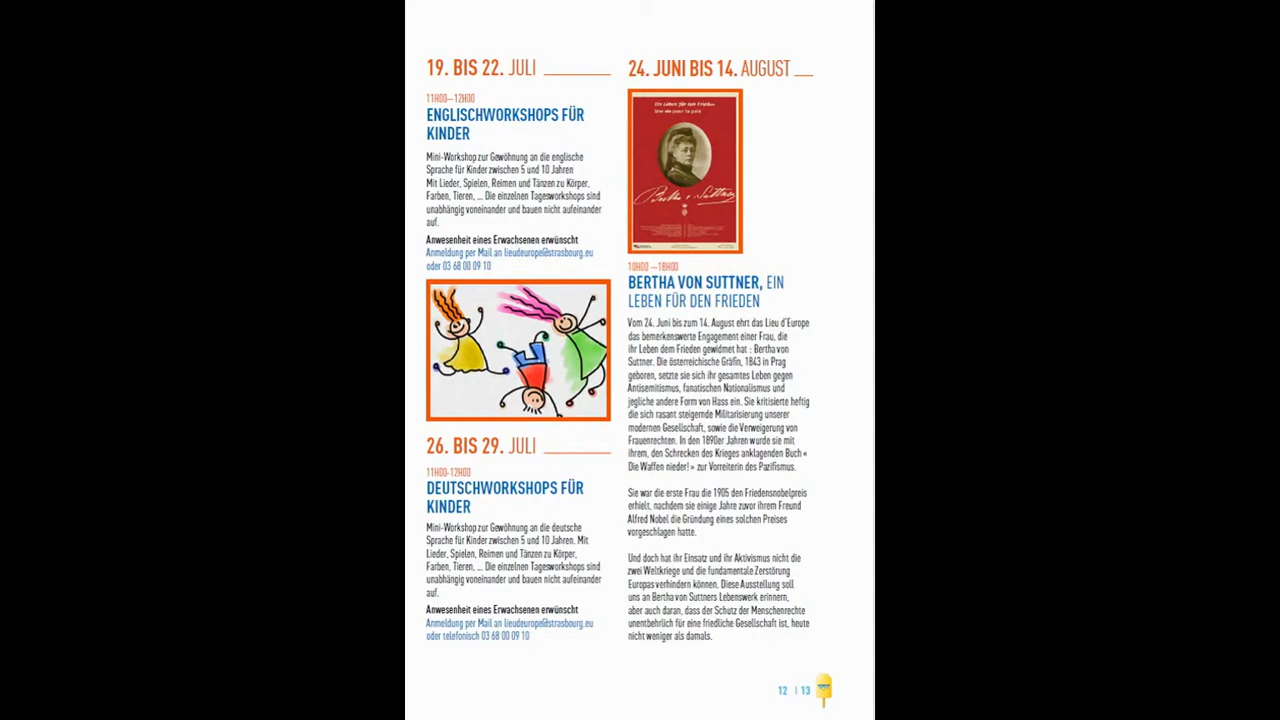 19. BIS 22. JULI
11H00–12H00
ENGLISCHWORKSHOPS FÜR
KINDER
Mini-Workshop zur Gewöhnung an die englische
Sprache für Kinder zwischen 5 und 10 Jahren
Mit Lieder, Spielen, Reimen und Tänzen zu Körper,
Farben, Tieren, ... Die einzelnen Tagesworkshops sind
unabhängig voneinander und bauen nicht aufeinander
auf.
Anwesenheit eines Erwachsenen erwünscht
Anmeldung per Mail an lieudeurope@strasbourg.eu
oder 03 68 00 09 10
26. BIS 29. JULI
11H00-12H00
DEUTSCHWORKSHOPS FÜR
KINDER
Mini-Workshop zur Gewöhnung an die deutsche
Sprache für Kinder zwischen 5 und 10 Jahren. Mit
Lieder, Spielen, Reimen und Tänzen zu Körper,
Farben, Tieren, ... Die einzelnen Tagesworkshops sind
unabhängig voneinander und bauen nicht aufeinander
auf.
Anwesenheit eines Erwachsenen erwünscht
Anmeldung per Mail an lieudeurope@strasbourg.eu
oder telefonisch 03 68 00 09 10
24. JUNI BIS 14. AUGUST
Ein Leben für den Frieden
Une vie pour la paix
Bertha v. Suttner
10H00 –18H00
BERTHA VON SUTTNER, EIN
LEBEN FÜR DEN FRIEDEN
Vom 24. Juni bis zum 14. August ehrt das Lieu d'Europe
das bemerkenswerte Engagement einer Frau, die
ihr Leben dem Frieden gewidmet hat : Bertha von
Suttner. Die österreichische Gräfin, 1843 in Prag
geboren, setzte sie sich ihr gesamtes Leben gegen
Antisemitismus, fanatischen Nationalismus und
jegliche andere Form von Hass ein. Sie kritisierte heftig
die sich rasant steigernde Militarisierung unserer
modernen Gesellschaft, sowie die Verweigerung von
Frauenrechten. In den 1890er Jahren wurde sie mit
ihrem, den Schrecken des Krieges anklagenden Buch «
Die Waffen nieder! » zur Vorreiterin des Pazifismus.
Sie war die erste Frau die 1905 den Friedensnobelpreis
erhielt, nachdem sie einige Jahre zuvor ihrem Freund
Alfred Nobel die Gründung eines solchen Preises
vorgeschlagen hatte.
Und doch hat ihr Einsatz und ihr Aktivismus nicht die
zwei Weltkriege und die fundamentale Zerstörung
Europas verhindern können. Diese Ausstellung soll
uns an Bertha von Suttners Lebenswerk erinnern,
aber auch daran, dass der Schutz der Menschenrechte
unentbehrlich für eine friedliche Gesellschaft ist, heute
nicht weniger als damals.
12 | 13